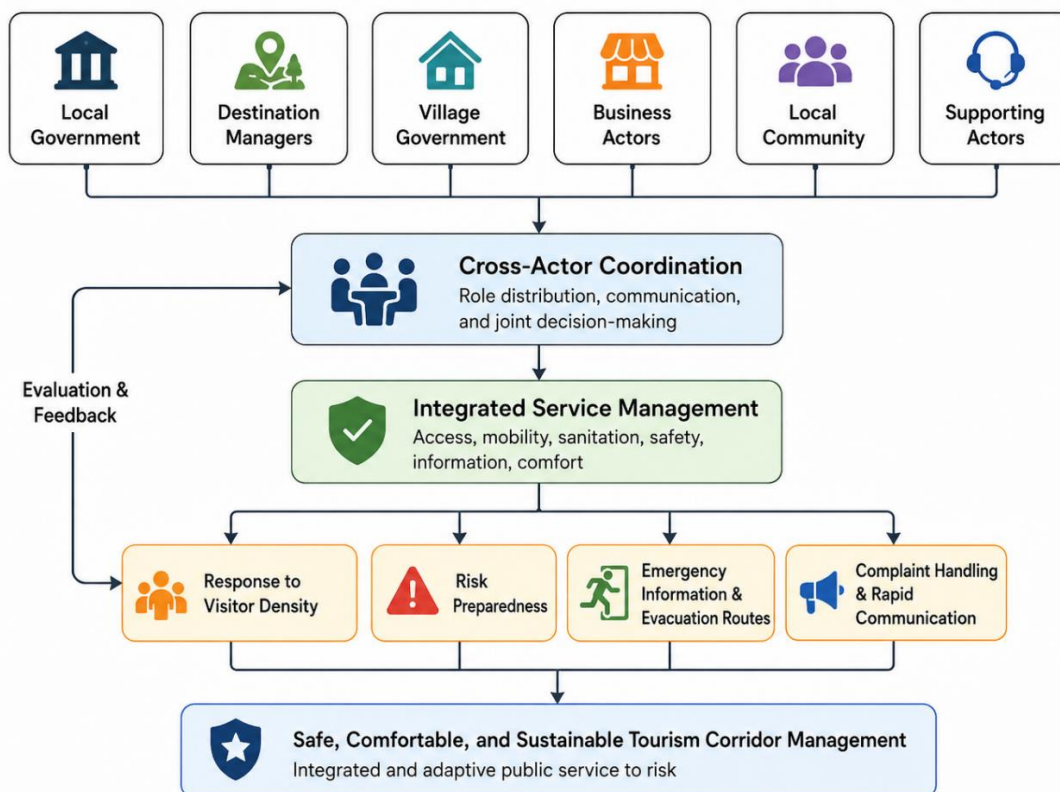 Local
Government
Destination
Managers
Village
Government
Business
Actors
Local
Community
Supporting
Actors
Cross-Actor Coordination
Role distribution, communication,
and joint decision-making
Evaluation &
Feedback
Integrated Service Management
Access, mobility, sanitation, safety,
information, comfort
Response to
Visitor Density
Risk
Preparedness
Emergency
Information &
Evacuation Routes
Complaint Handling
& Rapid
Communication
Safe, Comfortable, and Sustainable Tourism Corridor Management
Integrated and adaptive public service to risk